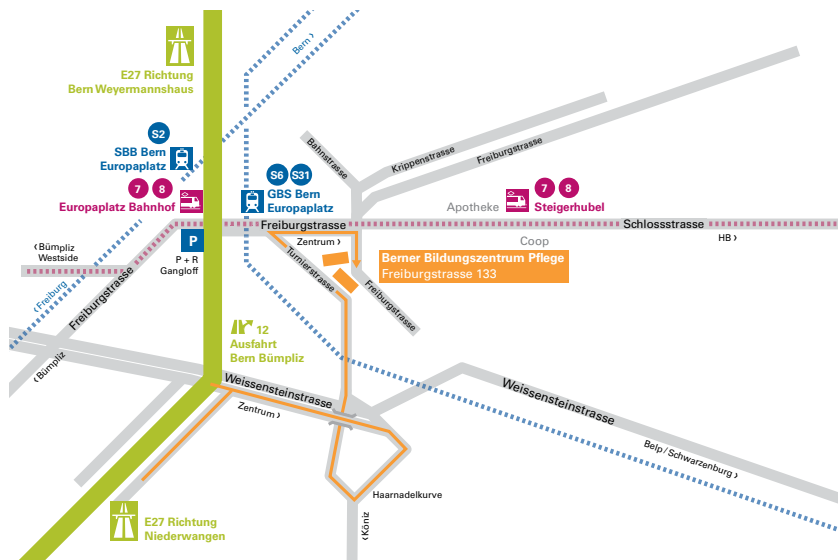 E27 Richtung
Bern Weyermannshaus
Bern ›
S2
SBB Bern
Europaplatz
Bahnstrasse
Krippenstrasse
Freiburgstrasse
S6 S31
GBS Bern
Europaplatz
7 8
Europaplatz Bahnhof
Apotheke
7 8
Steigerhubel
Freiburgstrasse
Schlossstrasse
HB ›
P
P + R
Gangloff
Zentrum ›
Coop
‹ Bümpliz
Westside
Turnierstrasse
Berner Bildungszentrum Pflege
Freiburgstrasse 133
‹ Freiburg
Freiburgstrasse
Freiburgstrasse
‹ Bümpliz
12
Ausfahrt
Bern Bümpliz
Weissensteinstrasse
Zentrum ›
Weissensteinstrasse
Belp / Schwarzenburg ›
Haarnadelkurve
‹ Köniz
E27 Richtung
Niederwangen